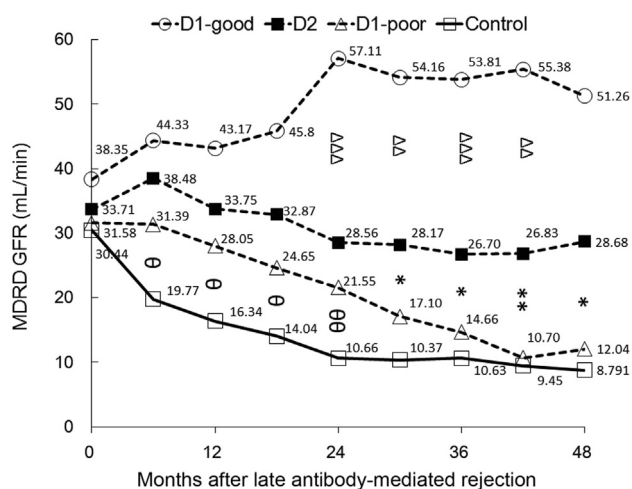 D1-good D2 D1-poor Control
MDRD GFR (mL/min)
60
50
40
30
20
10
0
38.35 44.33 43.17 45.8 57.11 54.16 53.81 55.38 51.26
33.71 38.48 33.75 32.87 28.56 28.17 26.70 26.83 28.68
31.58 31.39 28.05 24.65 21.55 17.10 14.66 10.70 12.04
30.44 19.77 16.34 14.04 10.66 10.37 10.63 9.45 8.791
* * ** *
0 12 24 36 48
Months after late antibody-mediated rejection